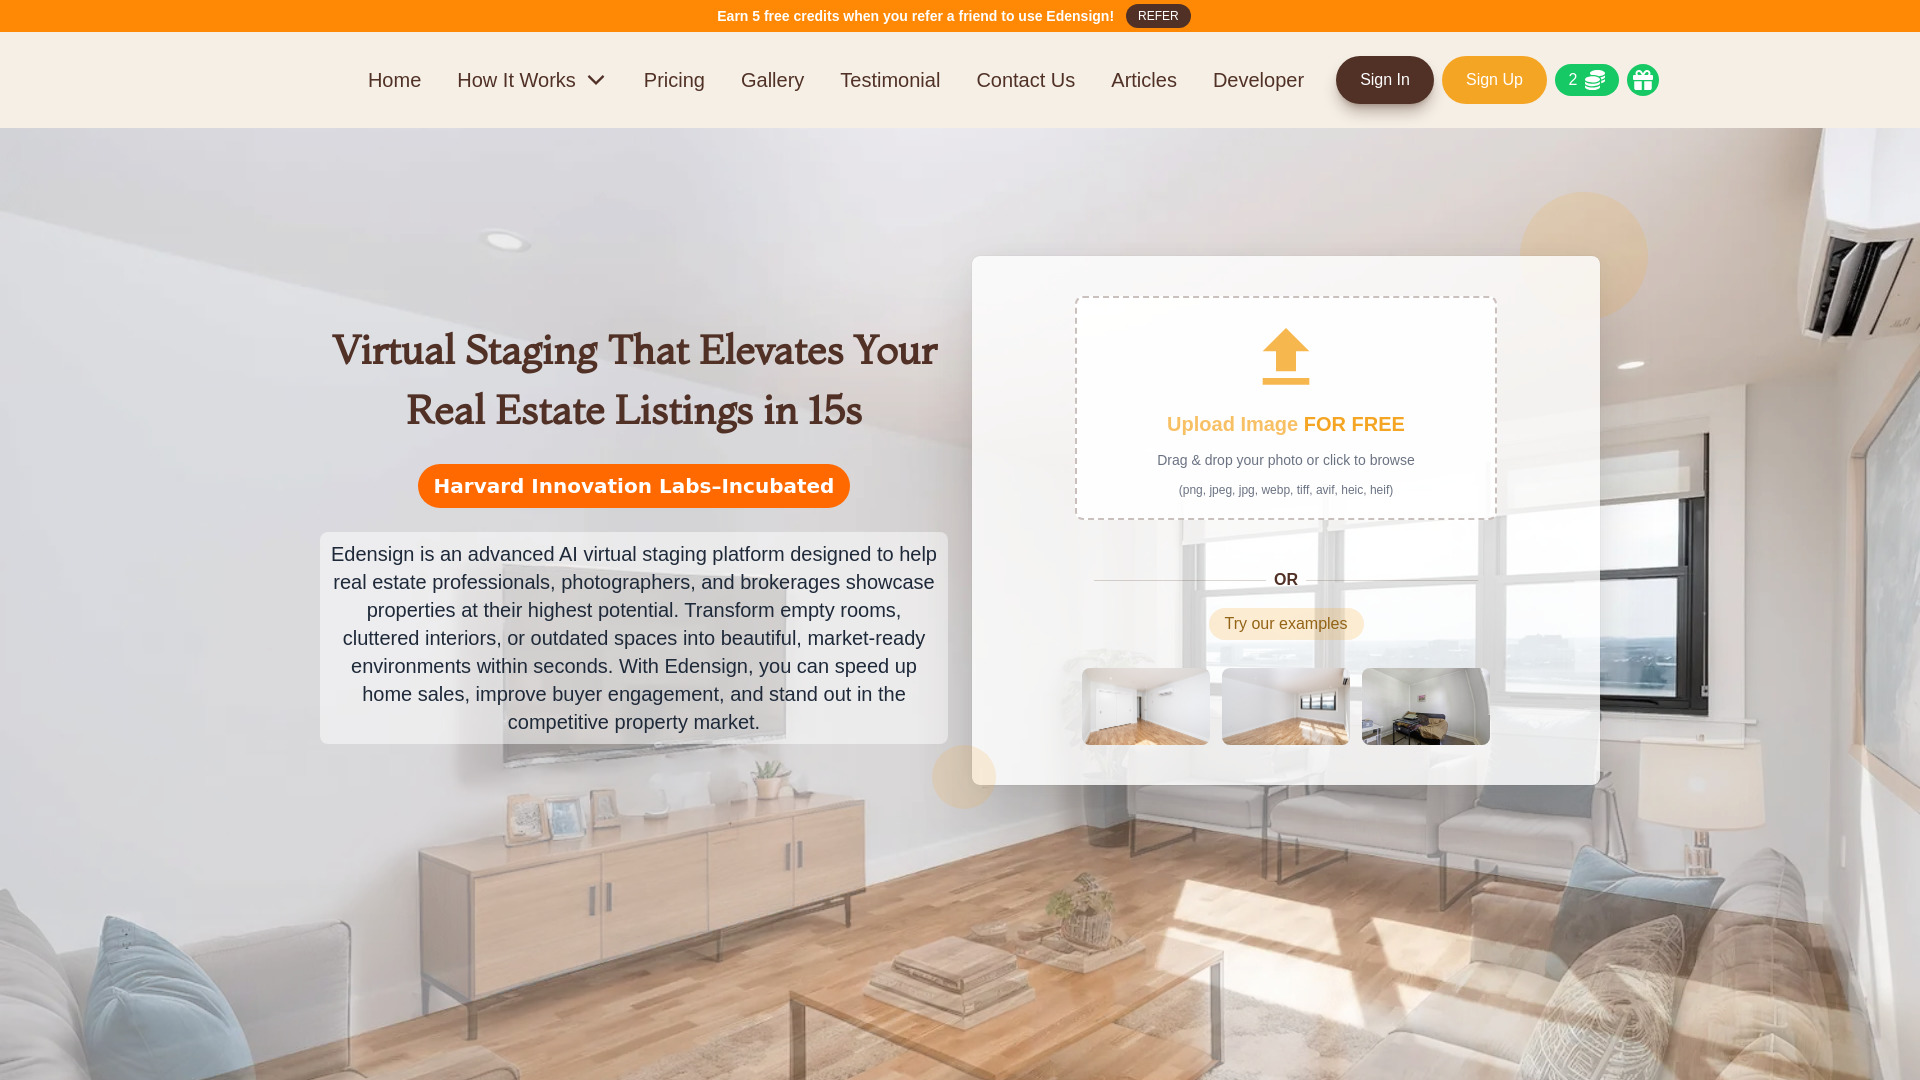 Earn 5 free credits when you refer a friend to use Edensign! REFER
Home How It Works Pricing Gallery Testimonial Contact Us Articles Developer Sign In Sign Up 2
Virtual Staging That Elevates Your
Real Estate Listings in 15s
Harvard Innovation Labs–Incubated
Edensign is an advanced AI virtual staging platform designed to help
real estate professionals, photographers, and brokerages showcase
properties at their highest potential. Transform empty rooms,
cluttered interiors, or outdated spaces into beautiful, market-ready
environments within seconds. With Edensign, you can speed up
home sales, improve buyer engagement, and stand out in the
competitive property market.
Upload Image FOR FREE
Drag & drop your photo or click to browse
(png, jpeg, jpg, webp, tiff, avif, heic, heif)
OR
Try our examples